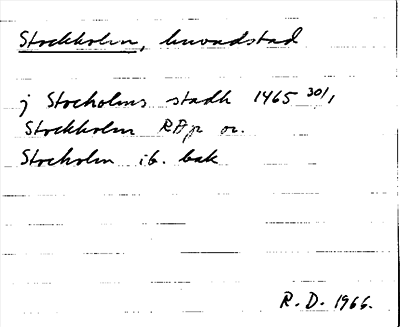 Stockholm, huvudstad
j Stocholms stadh 1465 30/1
Stockholm RAp or.
Stocholm ib. bak
R. D. 1966.